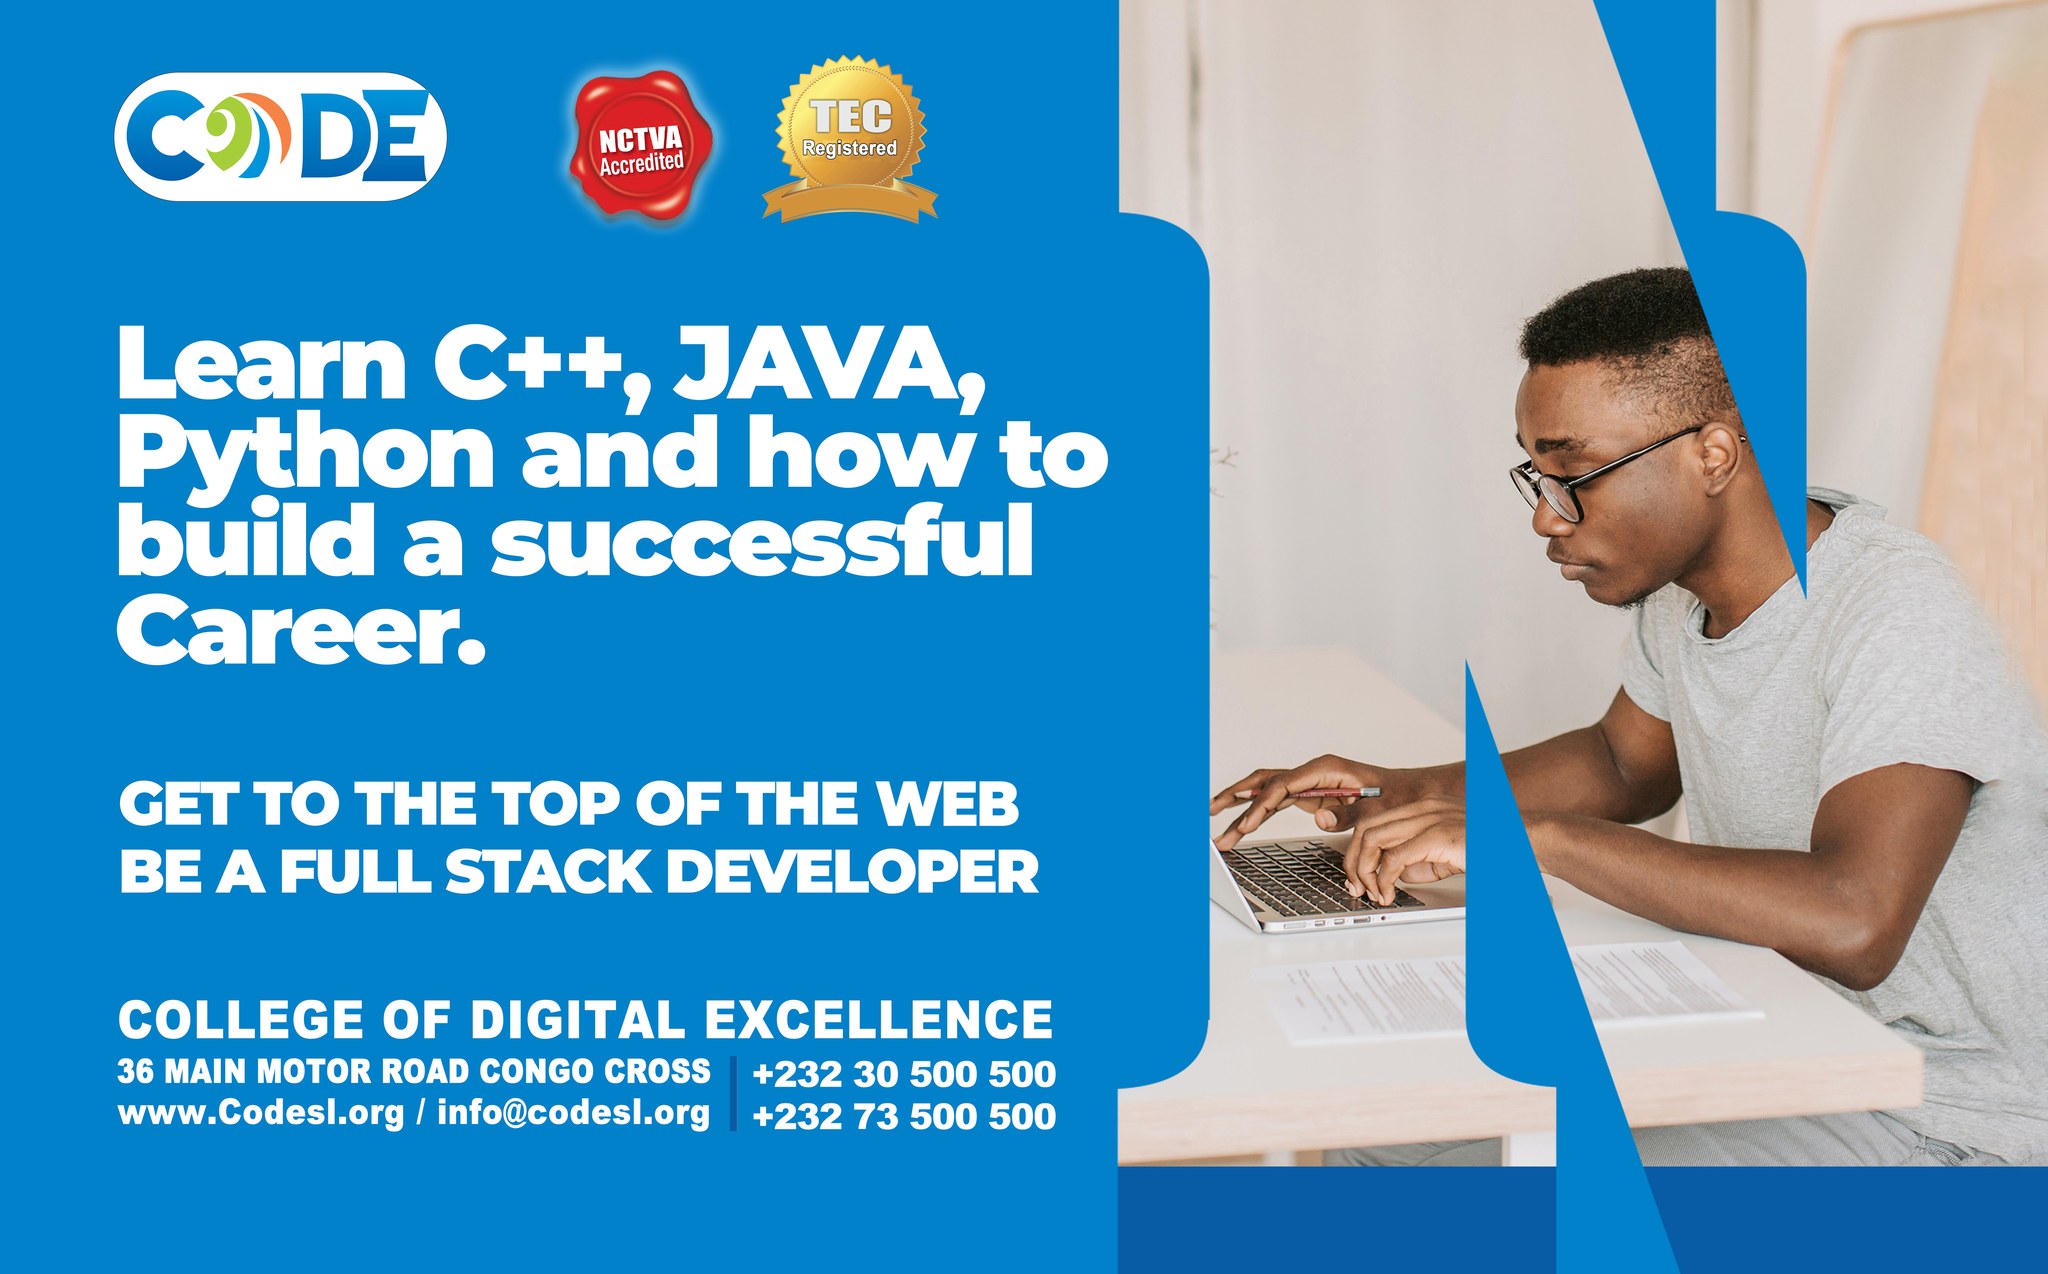 CODE
NCTVA
Accredited
TEC
Registered
Learn C++, JAVA,
Python and how to
build a successful
Career.
GET TO THE TOP OF THE WEB
BE A FULL STACK DEVELOPER
COLLEGE OF DIGITAL EXCELLENCE
36 MAIN MOTOR ROAD CONGO CROSS
www.Codesl.org / info@codesl.org
+232 30 500 500
+232 73 500 500